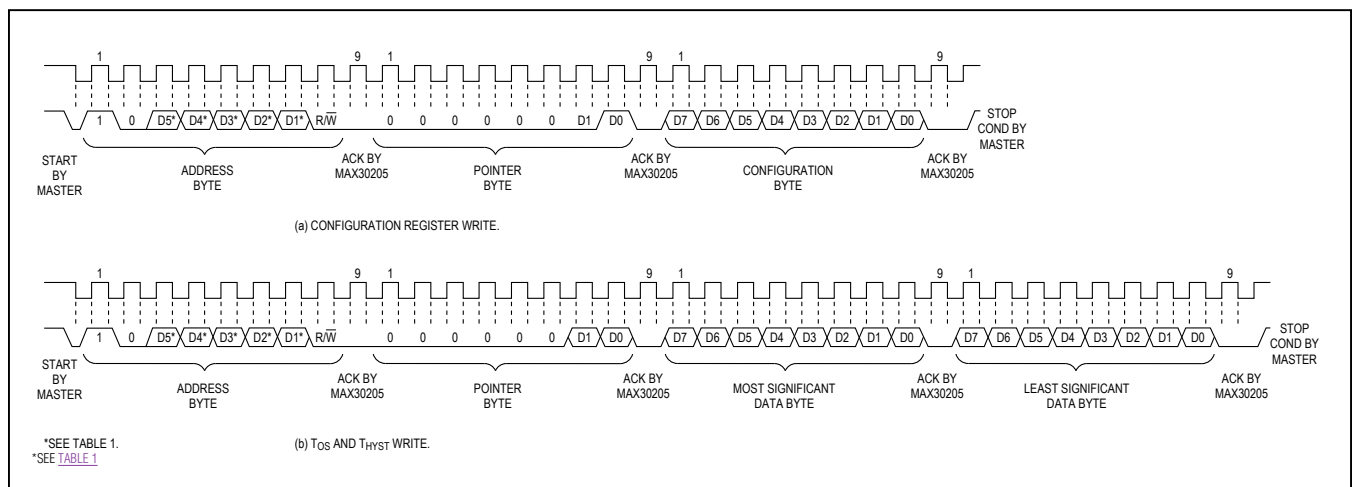 1 9 1 9 1 9
1 0 D5* D4* D3* D2* D1* R/W̅ 0 0 0 0 0 0 D1 D0 D7 D6 D5 D4 D3 D2 D1 D0
START
BY
MASTER
ADDRESS
BYTE
ACK BY
MAX30205
POINTER
BYTE
ACK BY
MAX30205
CONFIGURATION
BYTE
ACK BY
MAX30205
STOP
COND BY
MASTER
(a) CONFIGURATION REGISTER WRITE.
1 9 1 9 1 9 1 9
1 0 D5* D4* D3* D2* D1* R/W̅ 0 0 0 0 0 0 D1 D0 D7 D6 D5 D4 D3 D2 D1 D0 D7 D6 D5 D4 D3 D2 D1 D0
START
BY
MASTER
ADDRESS
BYTE
ACK BY
MAX30205
POINTER
BYTE
ACK BY
MAX30205
MOST SIGNIFICANT
DATA BYTE
ACK BY
MAX30205
LEAST SIGNIFICANT
DATA BYTE
ACK BY
MAX30205
STOP
COND BY
MASTER
*SEE TABLE 1.
*SEE TABLE 1
(b) TOS AND THYST WRITE.